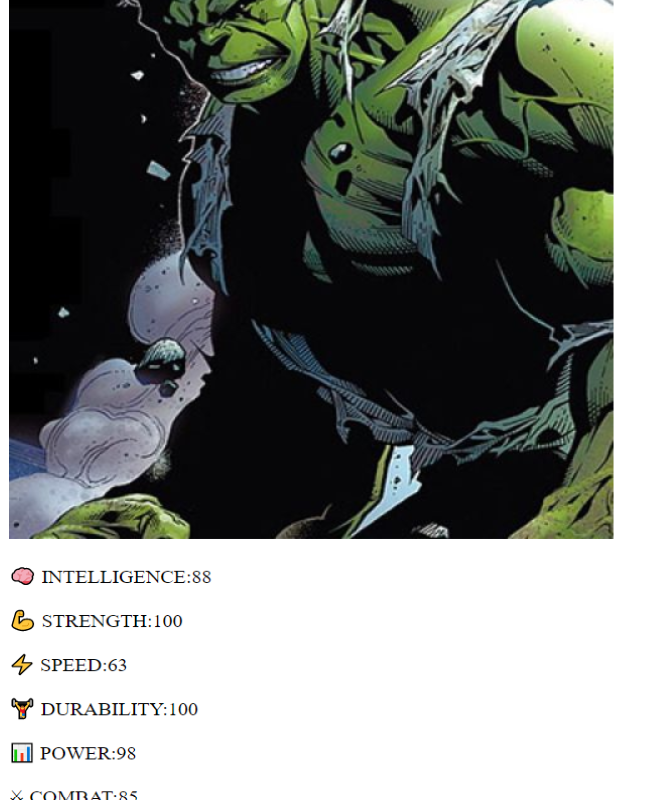 🧠 INTELLIGENCE:88
💪 STRENGTH:100
⚡ SPEED:63
🏋 DURABILITY:100
📊 POWER:98
⚔ COMBAT:85